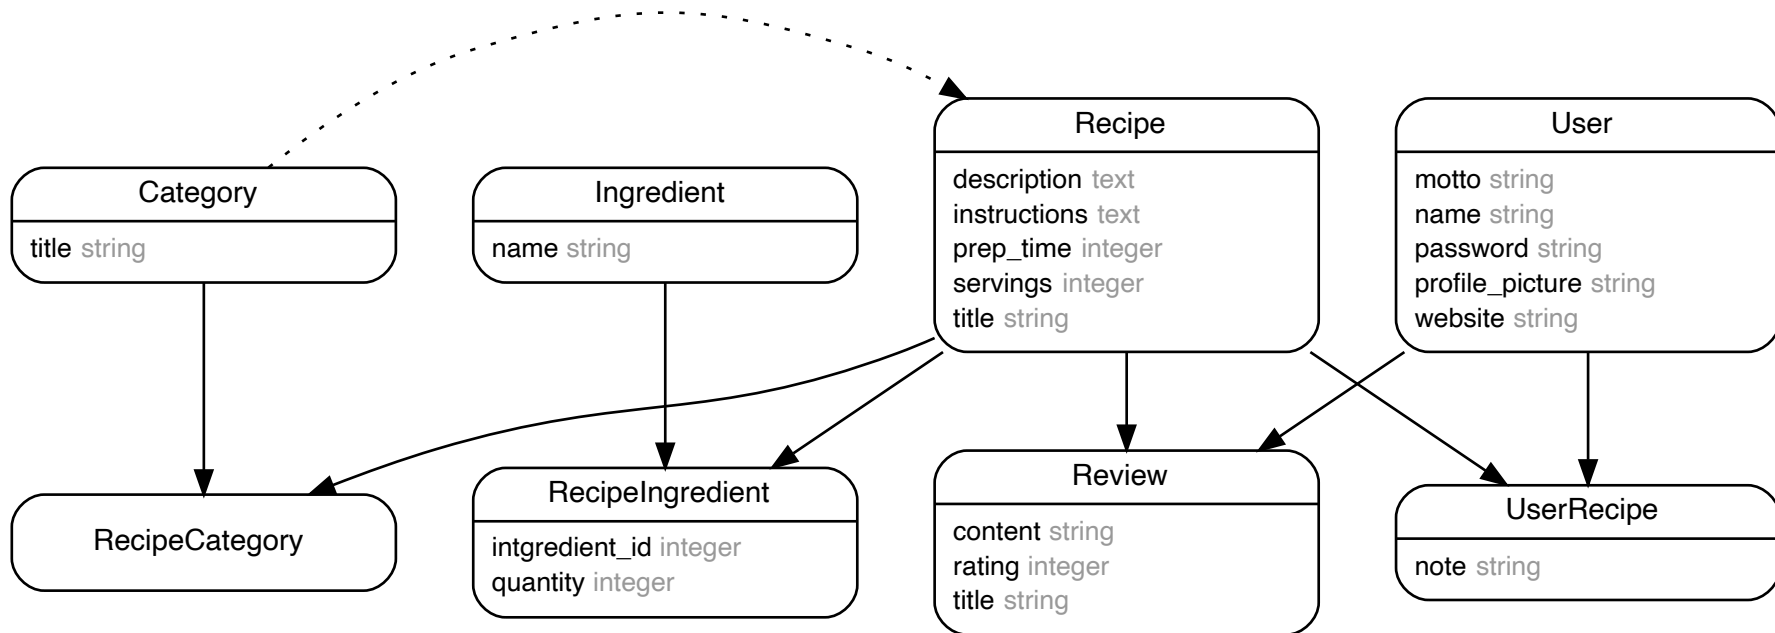 Category
title string
Ingredient
name string
Recipe
description text
instructions text
prep_time integer
servings integer
title string
User
motto string
name string
password string
profile_picture string
website string
RecipeCategory
RecipeIngredient
intgredient_id integer
quantity integer
Review
content string
rating integer
title string
UserRecipe
note string